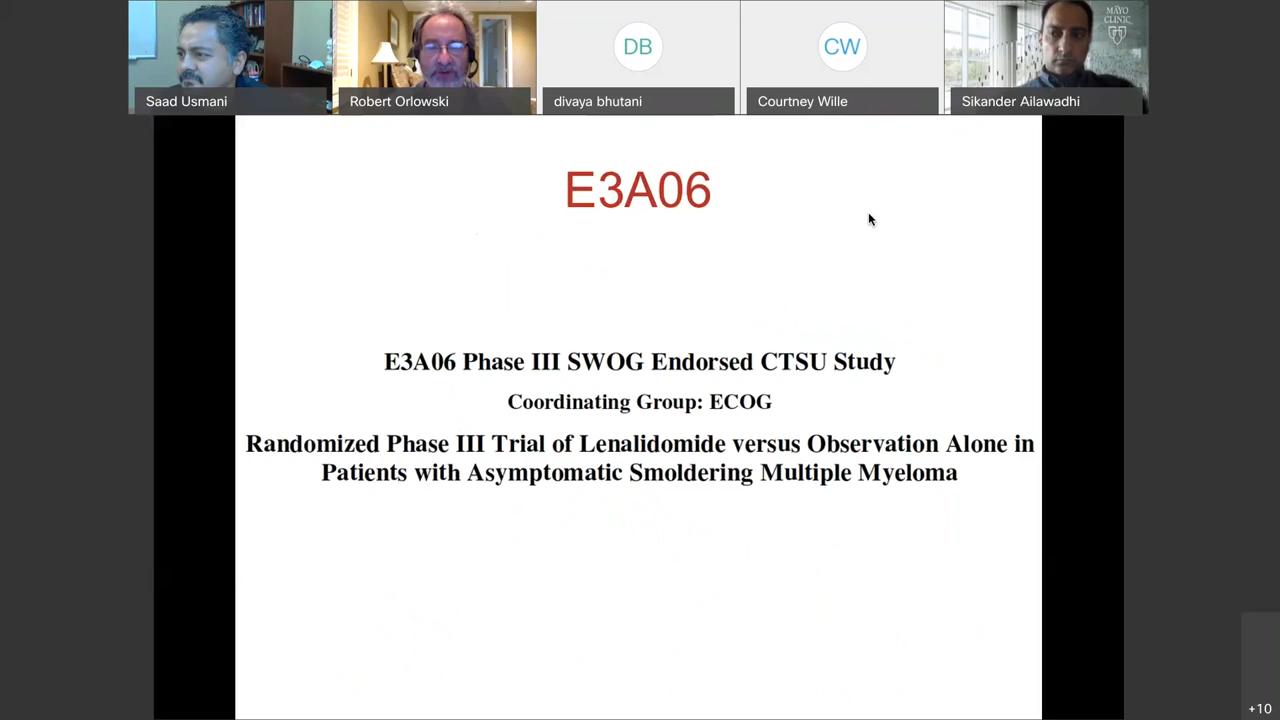 DB
CW
MAYO
CLINIC
Saad Usmani
Robert Orlowski
divaya bhutani
Courtney Wille
Sikander Ailawadhi
E3A06
E3A06 Phase III SWOG Endorsed CTSU Study
Coordinating Group: ECOG
Randomized Phase III Trial of Lenalidomide versus Observation Alone in
Patients with Asymptomatic Smoldering Multiple Myeloma
+10